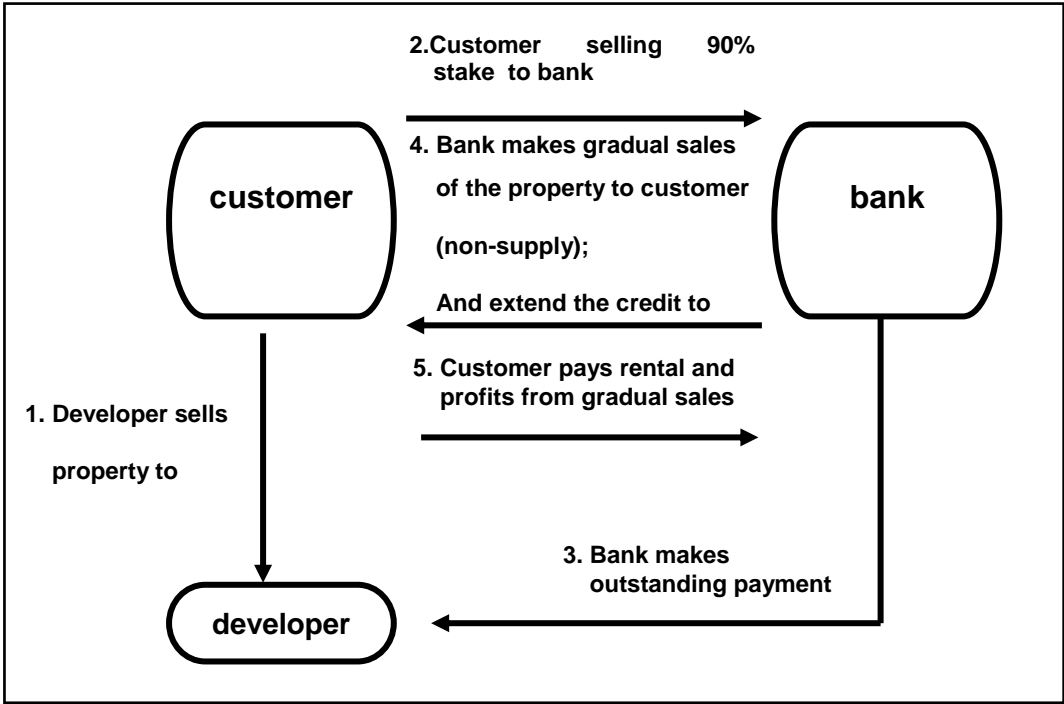 2.Customer selling 90%
stake to bank
customer
4. Bank makes gradual sales
of the property to customer
(non-supply);
And extend the credit to
bank
5. Customer pays rental and
profits from gradual sales
1. Developer sells
property to
3. Bank makes
outstanding payment
developer